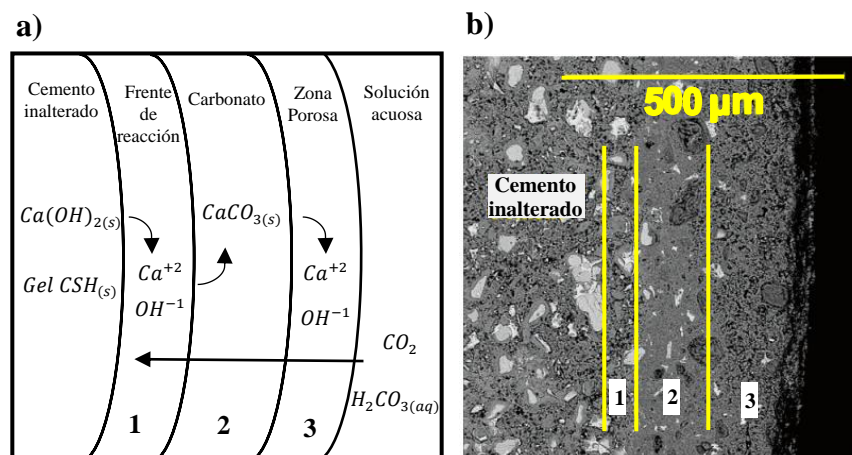 a)
Cemento
inalterado
Frente
de
reacción
Carbonato
Zona
Porosa
Solución
acuosa
Ca(OH)₂₍ₛ₎
Gel CSH₍ₛ₎
Ca⁺²
OH⁻¹
CaCO₃₍ₛ₎
Ca⁺²
OH⁻¹
CO₂
H₂CO₃(aq)
1
2
3
b)
500 μm
Cemento
inalterado
1
2
3